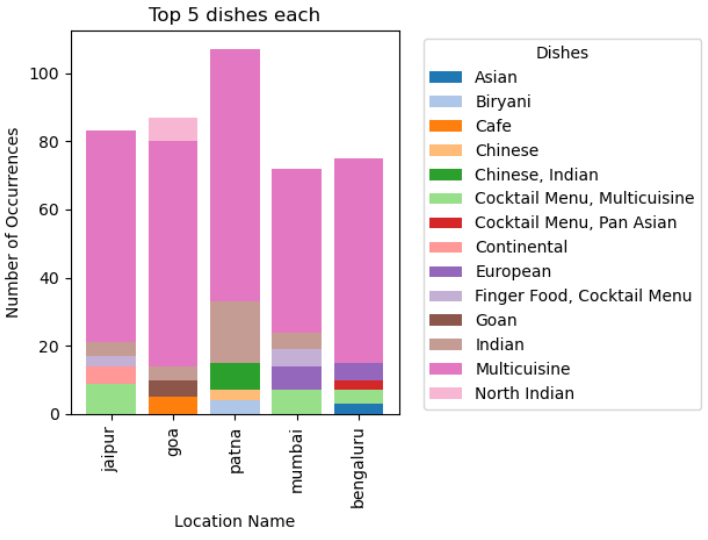 Top 5 dishes each
Number of Occurrences
100
80
60
40
20
0
jaipur
goa
patna
mumbai
bengaluru
Location Name
Dishes
Asian
Biryani
Cafe
Chinese
Chinese, Indian
Cocktail Menu, Multicuisine
Cocktail Menu, Pan Asian
Continental
European
Finger Food, Cocktail Menu
Goan
Indian
Multicuisine
North Indian